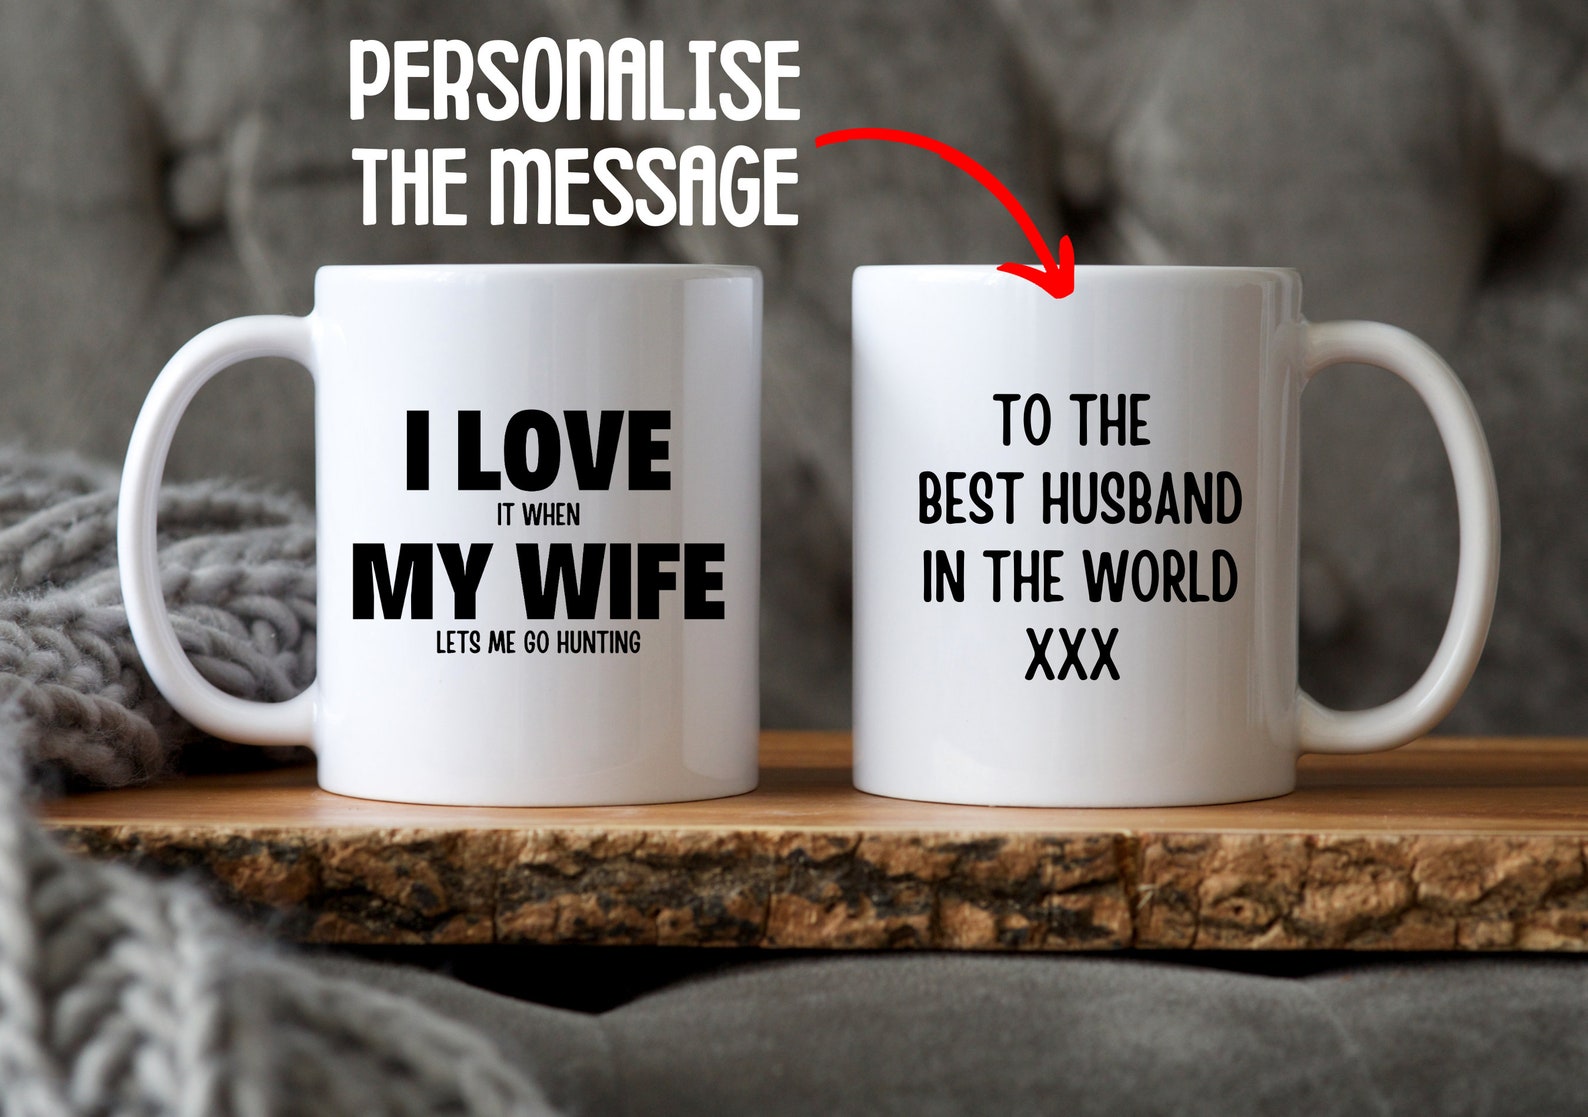 PERSONALISE
THE MESSAGE
I LOVE
IT WHEN
MY WIFE
LETS ME GO HUNTING
TO THE
BEST HUSBAND
IN THE WORLD
XXX